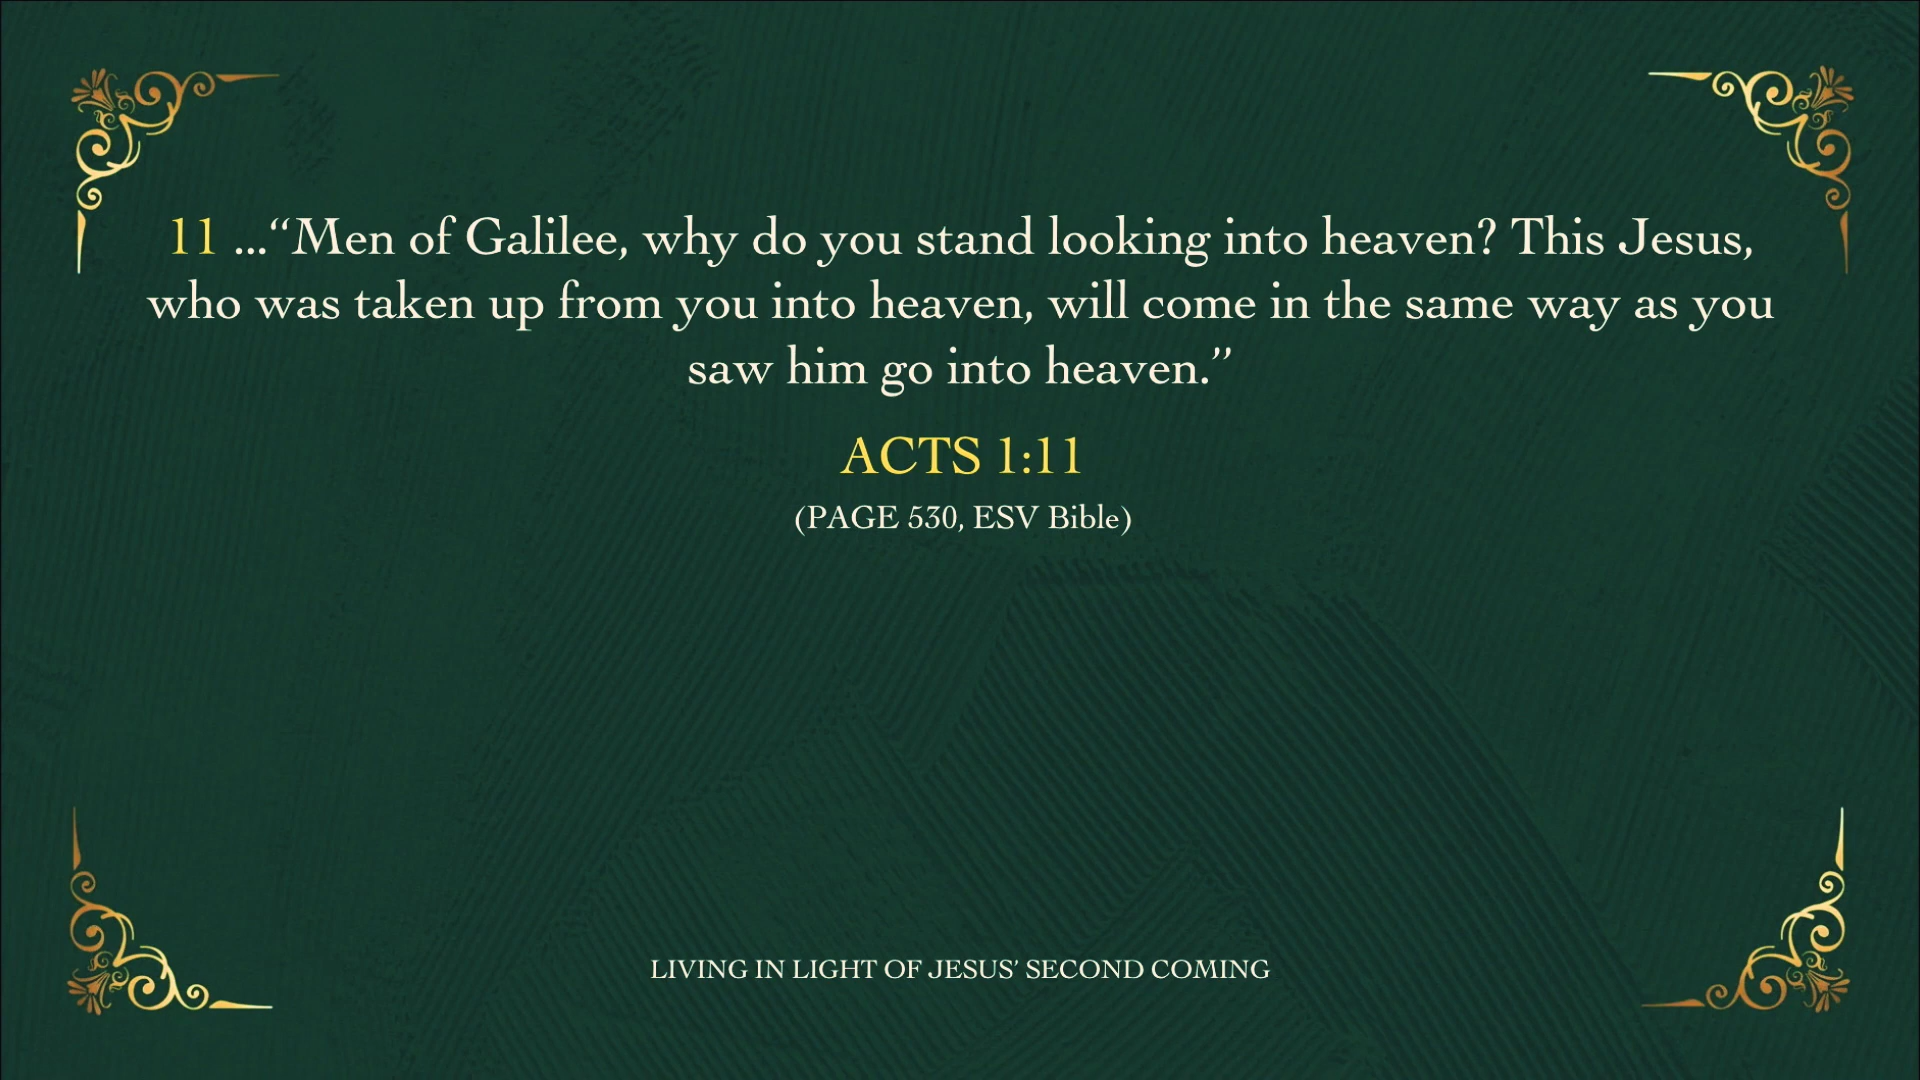 11 ...“Men of Galilee, why do you stand looking into heaven? This Jesus,
who was taken up from you into heaven, will come in the same way as you
saw him go into heaven.”
ACTS 1:11
(PAGE 530, ESV Bible)
LIVING IN LIGHT OF JESUS’ SECOND COMING